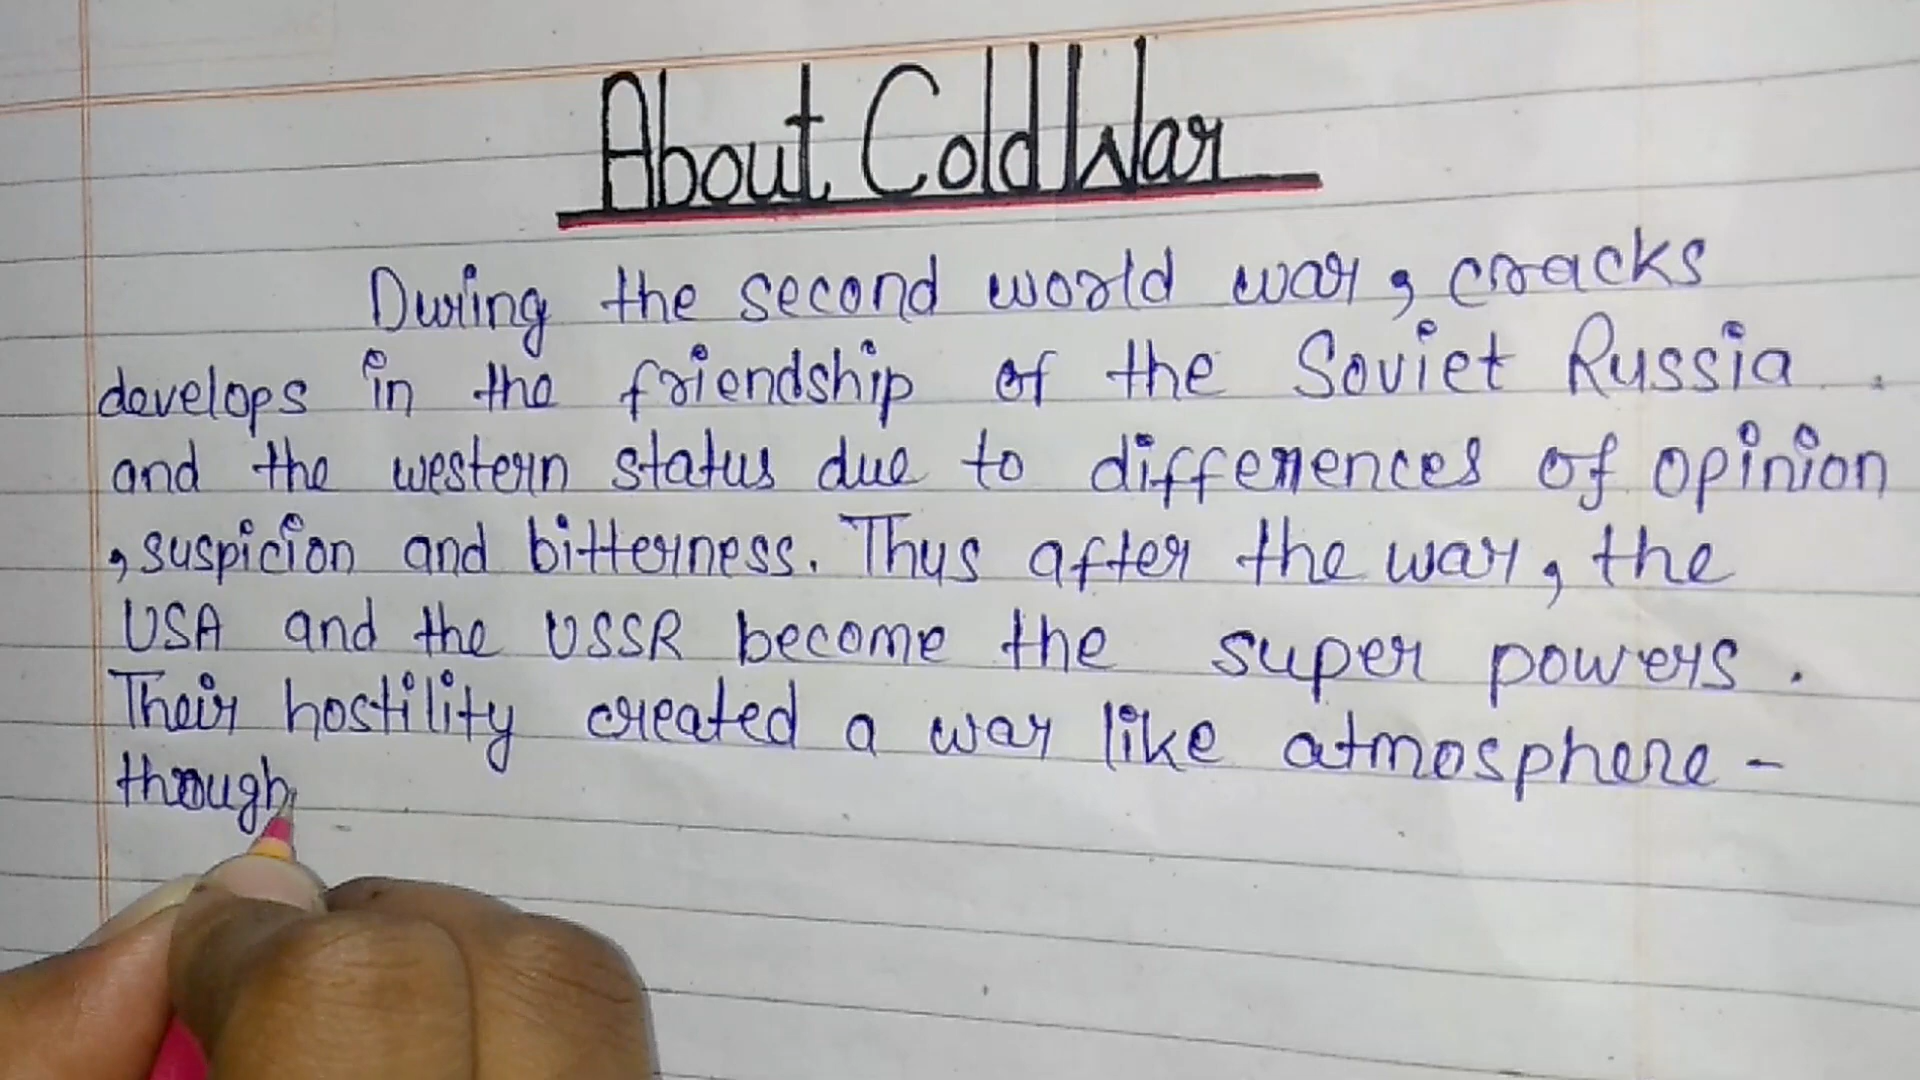 About Cold War
During the second world war, cracks
develops in the friendship of the Soviet Russia
and the western status due to differences of opinion
, suspicion and bitterness. Thus after the war, the
USA and the USSR become the super powers.
Their hostility created a war like atmosphere -
through